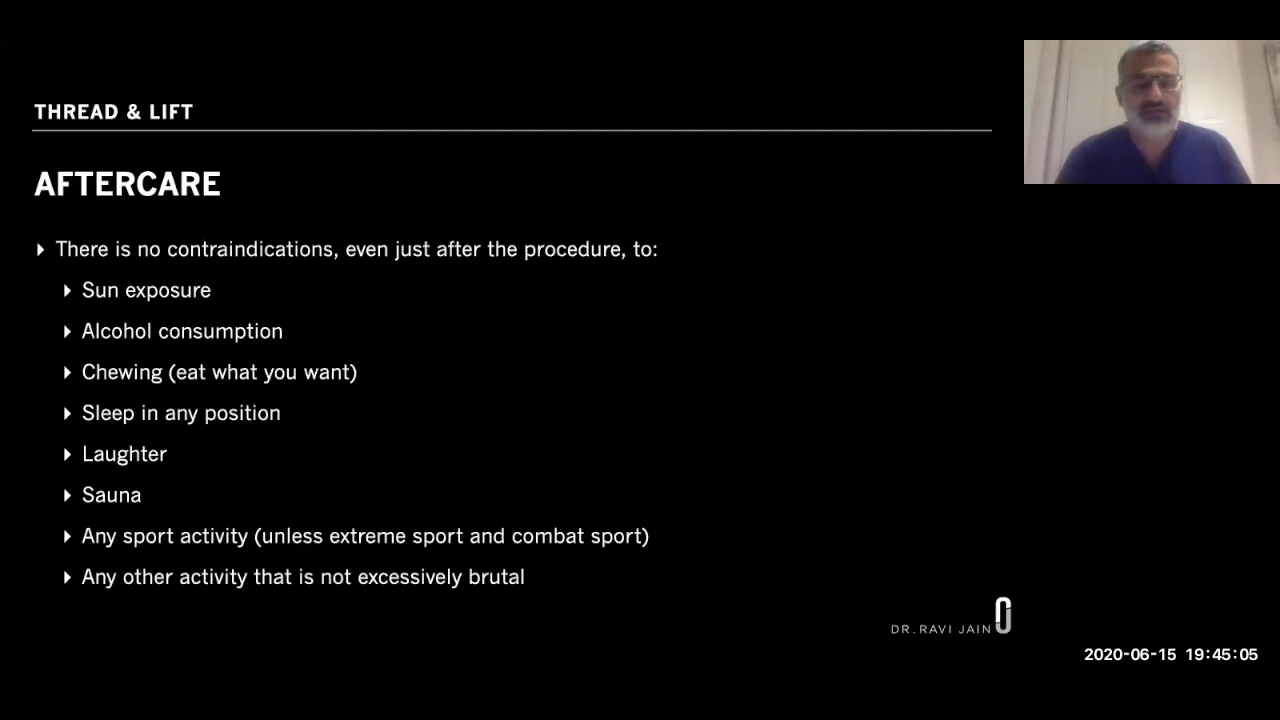 THREAD & LIFT
AFTERCARE
There is no contraindications, even just after the procedure, to:
Sun exposure
Alcohol consumption
Chewing (eat what you want)
Sleep in any position
Laughter
Sauna
Any sport activity (unless extreme sport and combat sport)
Any other activity that is not excessively brutal
DR. RAVI JAIN
2020-06-15 19:45:05